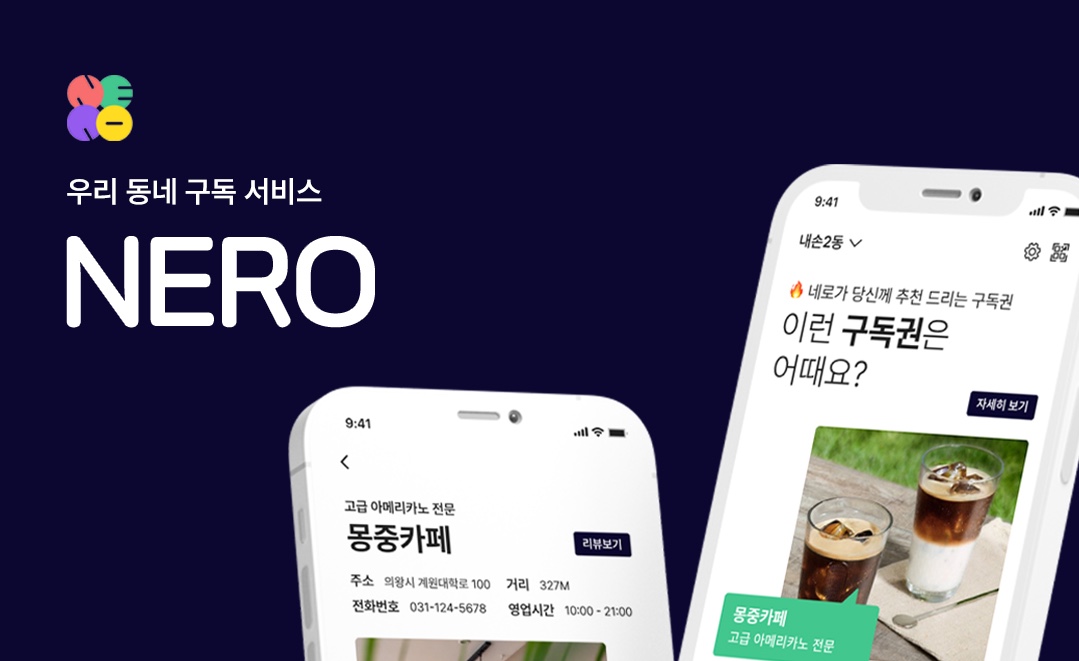 NERO
우리 동네 구독 서비스
NERO
9:41
고급 아메리카노 전문
몽중카페
리뷰보기
주소 의왕시 계원대학로 100 거리 327M
전화번호 031-124-5678 영업시간 10:00 - 21:00
9:41
내손2동
🔥 네로가 당신께 추천 드리는 구독권
이런 구독권은
어때요?
자세히 보기
몽중카페
고급 아메리카노 전문